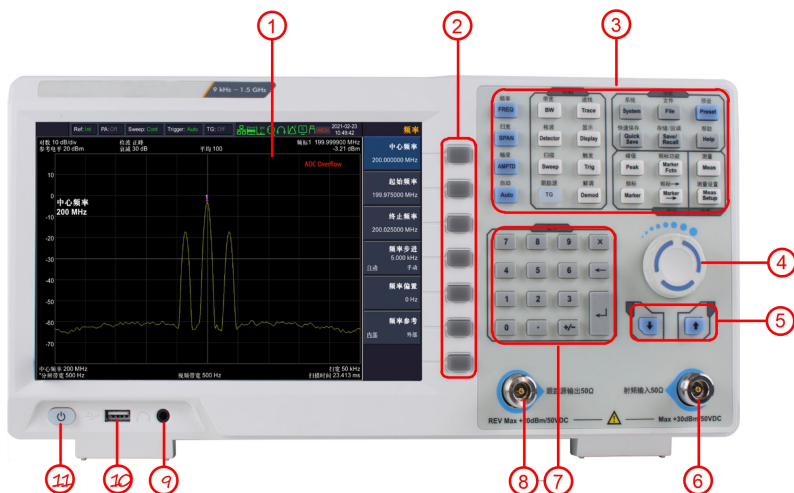 1
2
3
9 kHz – 1.5 GHz
Ref: Int PA: Off Sweep: Cont Trigger: Auto TG: Off 2021-02-23 10:49:42
频率
对数 10 dB/div 检波 正峰 频标1 199.999900 MHz
参考电平 20 dBm 衰减 30 dB 平均 100 -3.21 dBm
ADC Overflow
10
0
-10
-20
-30
-40
-50
-60
-70
1
中心频率
200 MHz
中心频率 200 MHz 扫宽 50 kHz
*分辨带宽 500 Hz 视频带宽 500 Hz 扫描时间 23.413 ms
中心频率
200.000000 MHz
起始频率
199.975000 MHz
终止频率
200.025000 MHz
频率步进
5.000 kHz
自动 手动
频率偏置
0 Hz
频率参考
内部 外部
频率 带宽 迹线 系统 文件 预设
FREQ BW Trace System File Preset
扫宽 检波 显示 快速保存 存储/回调 帮助
SPAN Detector Display Quick Save Save/Recall Help
幅度 扫描 触发 峰值 频标功能 测量
AMPTD Sweep Trig Peak Marker Fctn Meas
自动 跟踪源 解调 频标 频标→ 测量设置
Auto TG Demod Marker Marker→ Meas Setup
7 8 9 ×
4 5 6 ←
1 2 3
0 · +/-
4
5
跟踪源输出50Ω 射频输入50Ω
REV Max +10dBm/50VDC Max +30dBm/50VDC
11
10
9
8
7
6